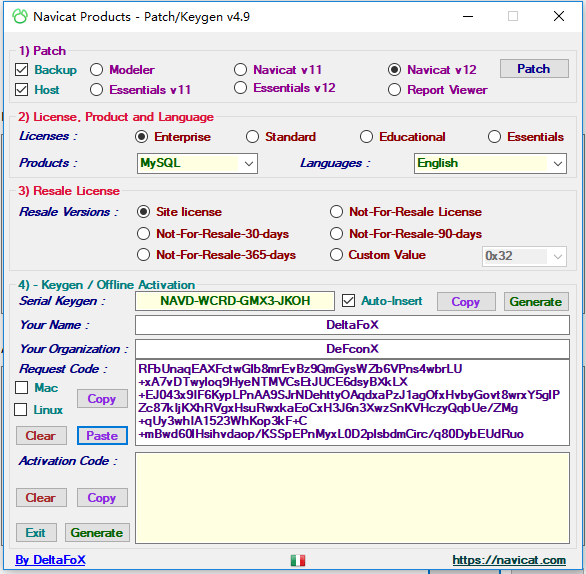 Navicat Products - Patch/Keygen v4.9
1) Patch
Backup Modeler Navicat v11 Navicat v12 Patch
Host Essentials v11 Essentials v12 Report Viewer
2) License, Product and Language
Licenses : Enterprise Standard Educational Essentials
Products : MySQL Languages : English
3) Resale License
Resale Versions : Site license Not-For-Resale License
Not-For-Resale-30-days Not-For-Resale-90-days
Not-For-Resale-365-days Custom Value 0x32
4) - Keygen / Offline Activation
Serial Keygen : NAVD-WCRD-GMX3-JKOH Auto-Insert Copy Generate
Your Name : DeltaFoX
Your Organization : DeFconX
Request Code :
Mac
Linux
Copy
Clear Paste
RFbUnaqEAXFctwGlb8mrEvBz9QmGysWZb6VPns4wbrLU
+xA7vDTwyloq9HyeNTMVCsEtJUCE6dsyBXkLX
+EJ043x9IF6KypLPnAA9SJrNDehttyOAqdxaPzJ1agOfxHvbyGovt8wrxY5gIP
Zc87kIjKXhRVgxHsuRwxkaEoCxH3J6n3XwzSnKVHczyQqbUe/ZMg
+qUy3whIA1523WhKop3kF+C
+mBwd60IHsihvdaop/KSSpEPnMyxL0D2pIsbdmCirc/q80DybEUdRuo
Activation Code :
Clear Copy
Exit Generate
By DeltaFoX https://navicat.com